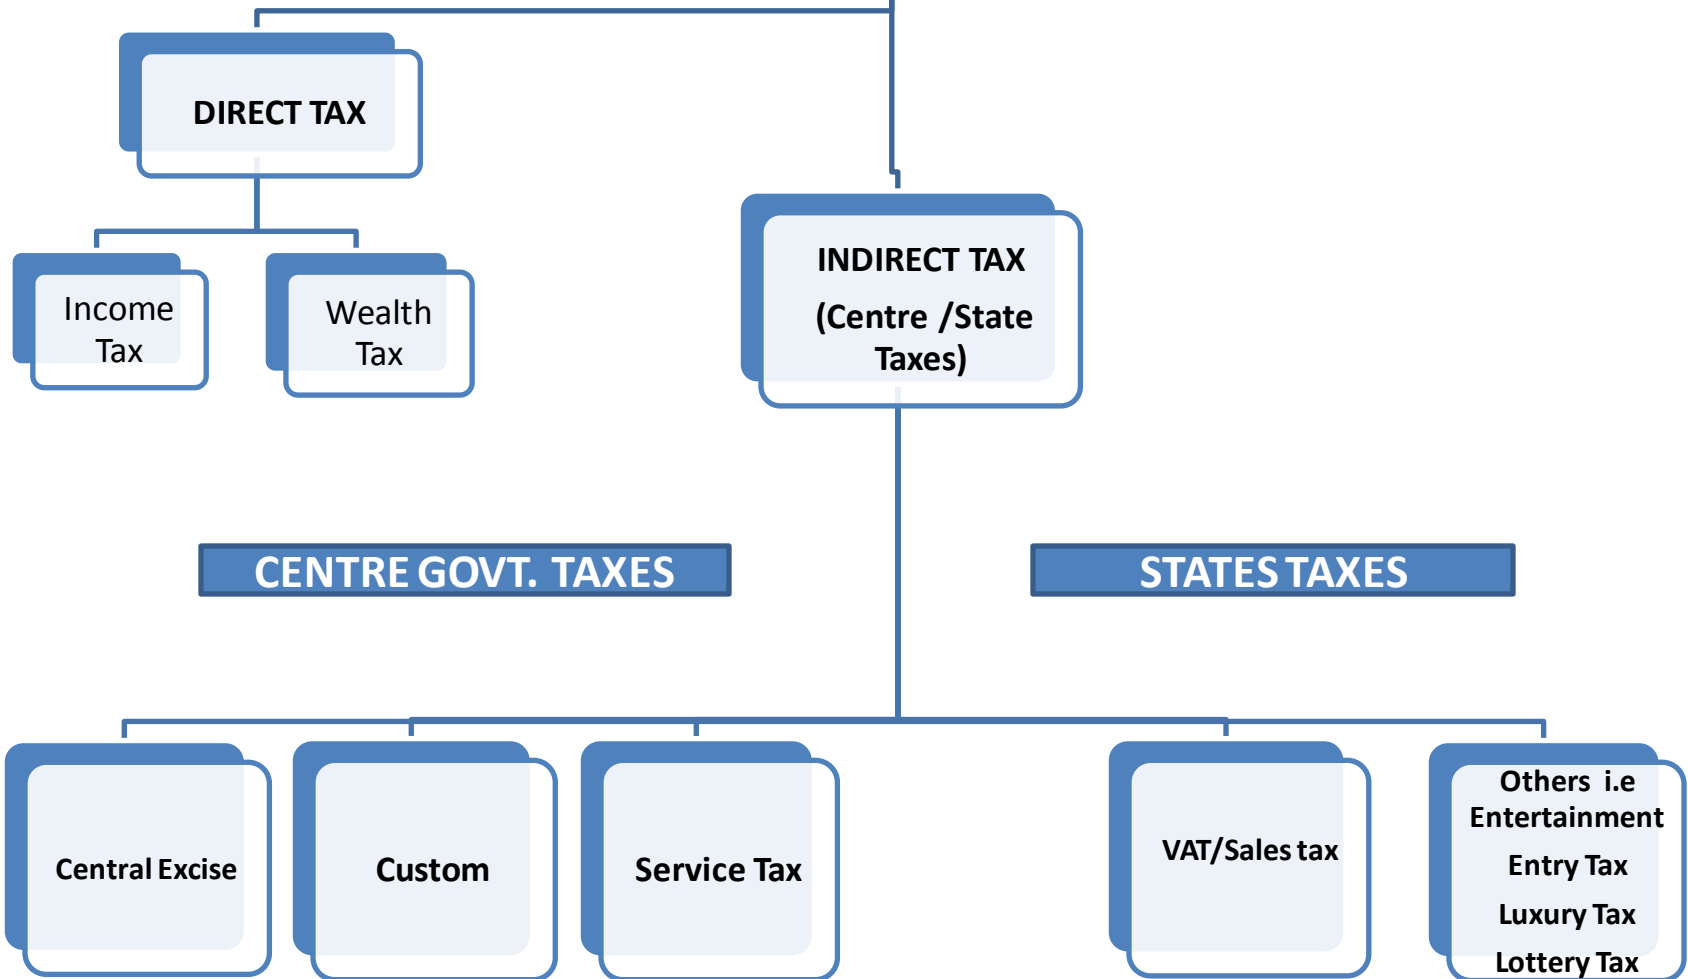 DIRECT TAX
Income
Tax
Wealth
Tax
INDIRECT TAX
(Centre /State
Taxes)
CENTRE GOVT. TAXES
STATES TAXES
Central Excise
Custom
Service Tax
VAT/Sales tax
Others i.e
Entertainment
Entry Tax
Luxury Tax
Lottery Tax